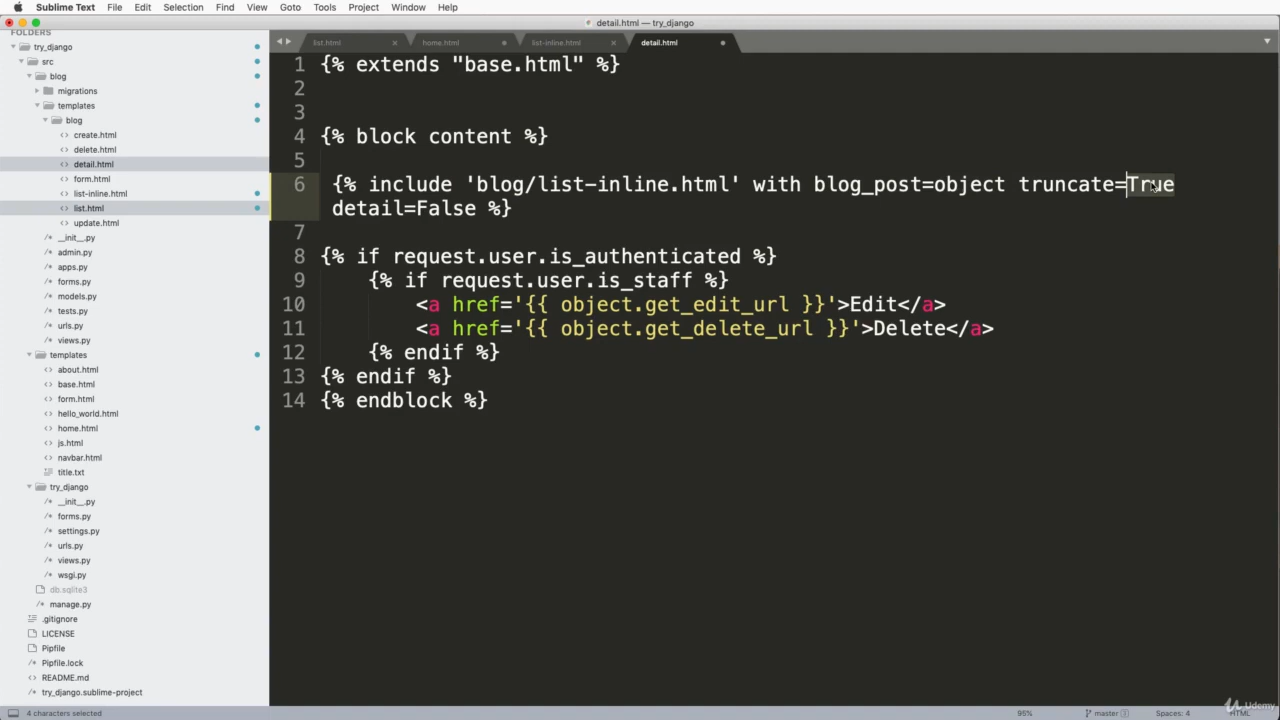 Sublime Text File Edit Selection Find View Goto Tools Project Window Help
detail.html — try_django
FOLDERS
try_django
src
blog
migrations
templates
blog
create.html
delete.html
detail.html
form.html
list-inline.html
list.html
update.html
__init__.py
admin.py
apps.py
forms.py
models.py
tests.py
urls.py
views.py
templates
about.html
base.html
form.html
hello_world.html
home.html
js.html
navbar.html
title.txt
try_django
__init__.py
forms.py
settings.py
urls.py
views.py
wsgi.py
db.sqlite3
manage.py
.gitignore
LICENSE
Pipfile
Pipfile.lock
README.md
try_django.sublime-project
list.html home.html list-inline.html detail.html
1 {% extends "base.html" %}
2
3
4 {% block content %}
5
6 {% include 'blog/list-inline.html' with blog_post=object truncate=True
detail=False %}
7
8 {% if request.user.is_authenticated %}
9 {% if request.user.is_staff %}
10 <a href='{{ object.get_edit_url }}'>Edit</a>
11 <a href='{{ object.get_delete_url }}'>Delete</a>
12 {% endif %}
13 {% endif %}
14 {% endblock %}
4 characters selected 95% master 3 Spaces: 4 HTML
Udemy